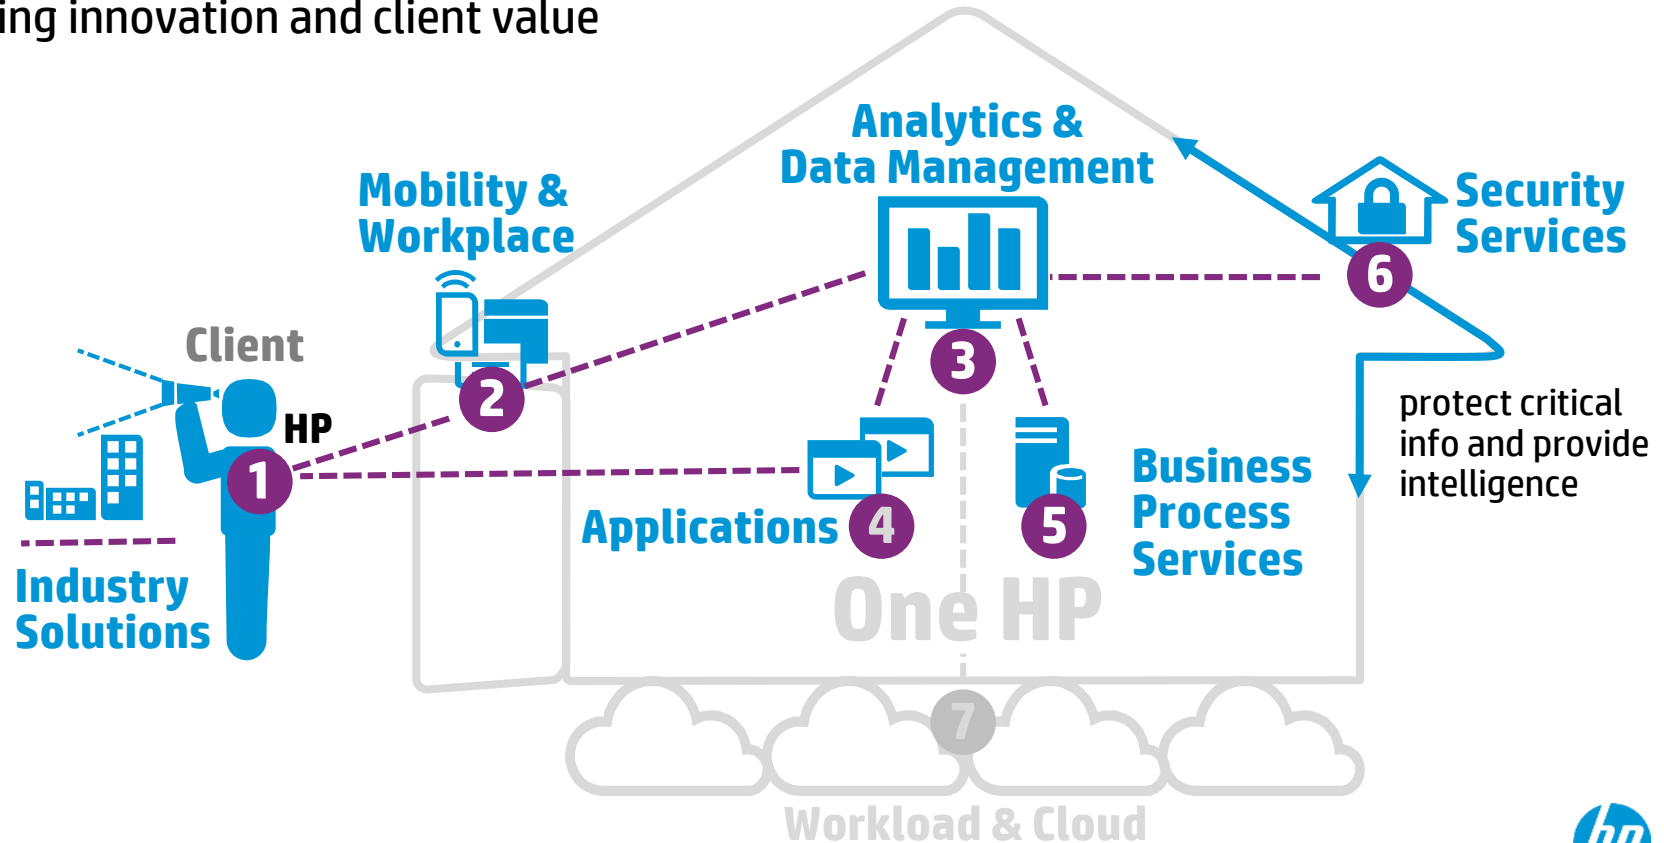 ing innovation and client value
Analytics &
Data Management
Mobility &
Workplace
Security
Services
6
Client
3
2
HP
protect critical
info and provide
intelligence
1
Business
Process
Services
Applications
4
5
Industry
Solutions
One HP
7
Workload & Cloud
hp